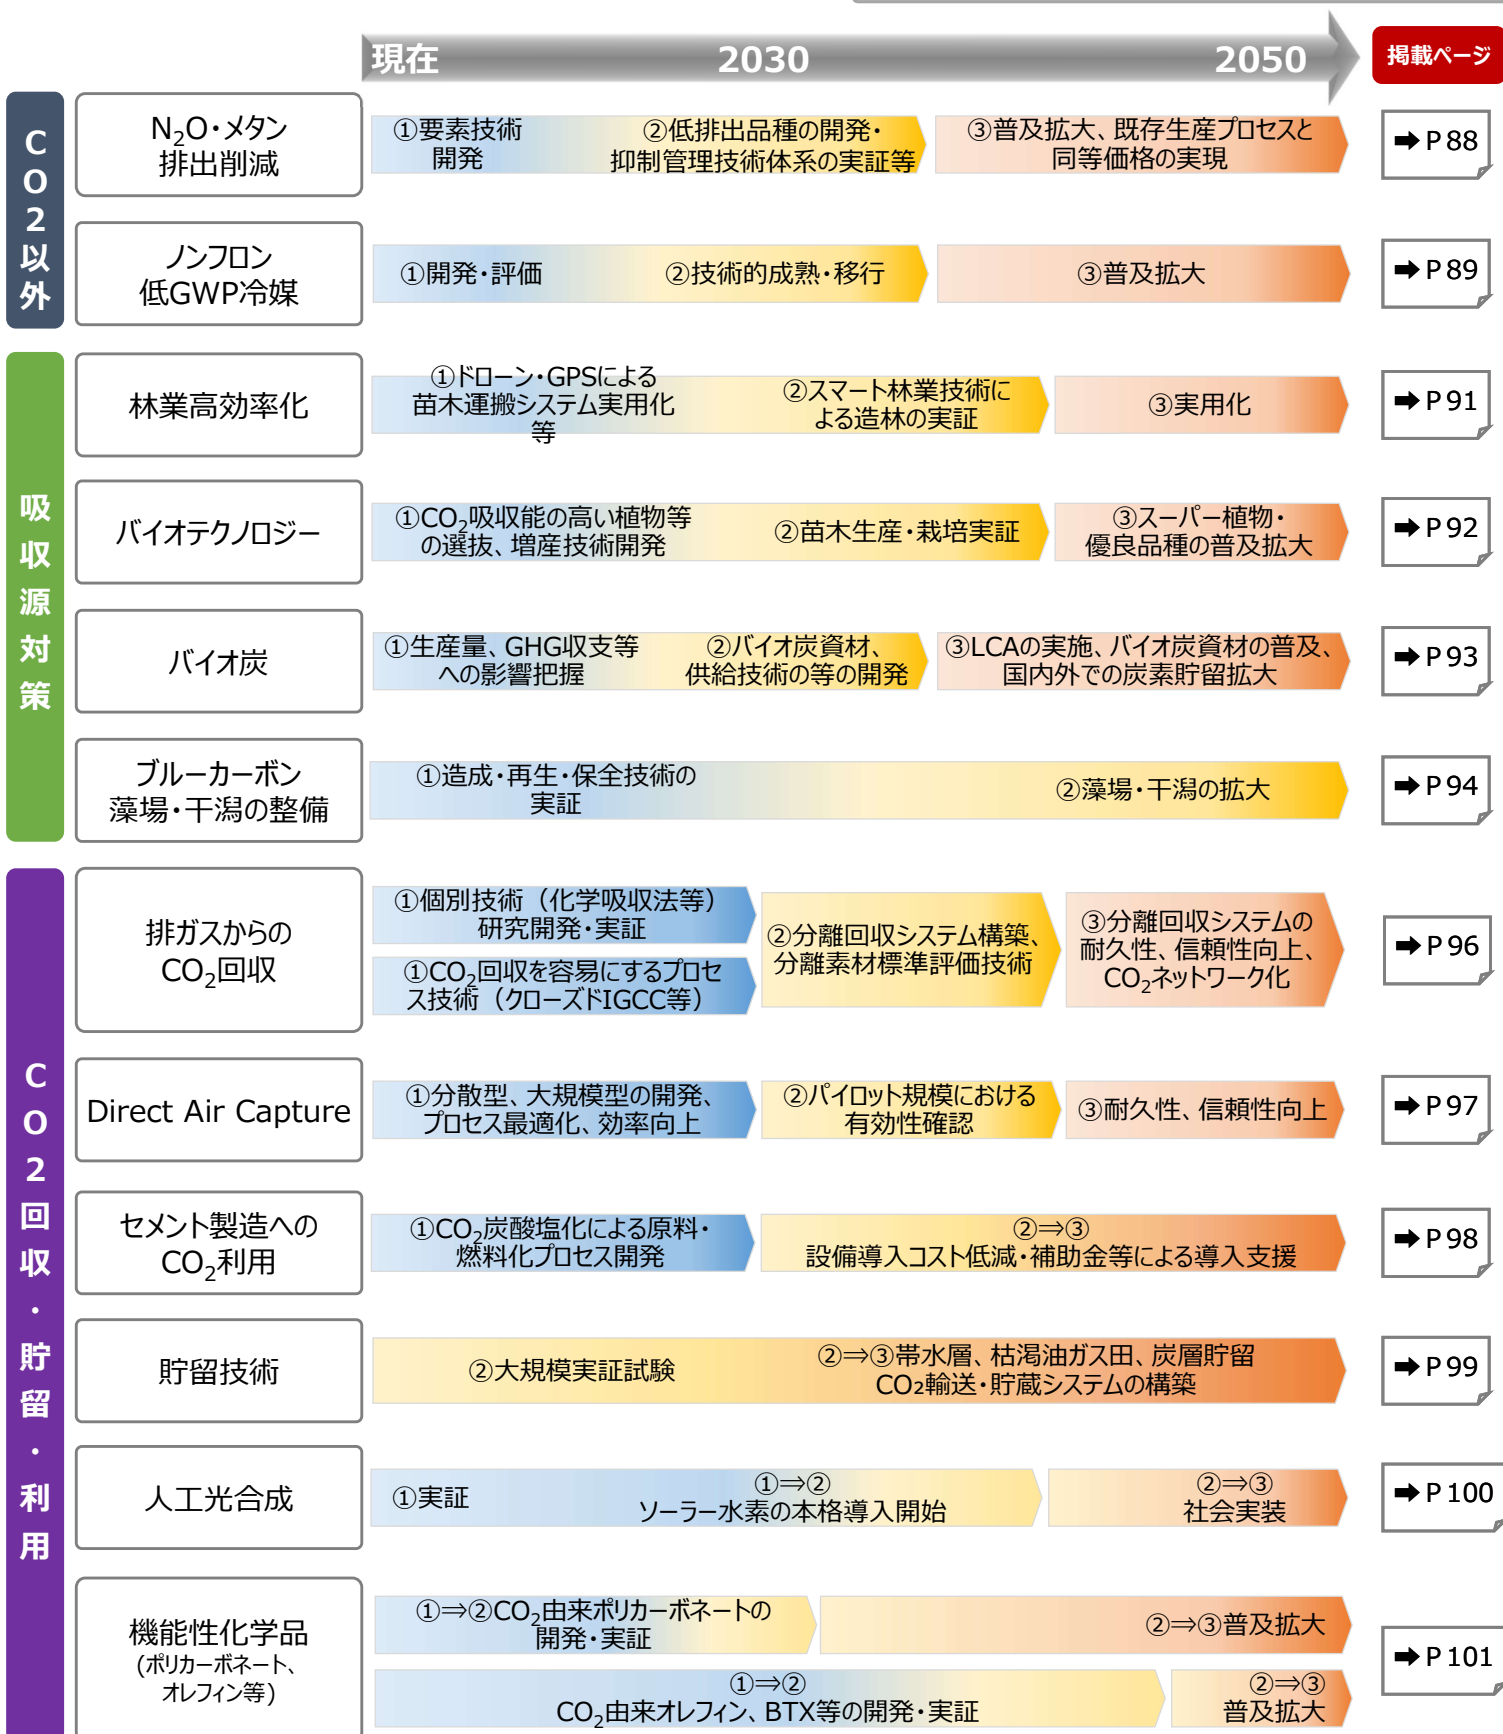 現在 2030 2050 掲載ページ
CO2以外
N₂O・メタン
排出削減
①要素技術
開発
②低排出品種の開発・
抑制管理技術体系の実証等
③普及拡大、既存生産プロセスと
同等価格の実現
➡ P 88
ノンフロン
低GWP冷媒
①開発・評価
②技術的成熟・移行
③普及拡大
➡ P 89
吸収源対策
林業高効率化
①ドローン・GPSによる
苗木運搬システム実用化
等
②スマート林業技術に
よる造林の実証
③実用化
➡ P 91
バイオテクノロジー
①CO₂吸収能の高い植物等
の選抜、増産技術開発
②苗木生産・栽培実証
③スーパー植物・
優良品種の普及拡大
➡ P 92
バイオ炭
①生産量、GHG収支等
への影響把握
②バイオ炭資材、
供給技術の等の開発
③LCAの実施、バイオ炭資材の普及、
国内外での炭素貯留拡大
➡ P 93
ブルーカーボン
藻場・干潟の整備
①造成・再生・保全技術の
実証
②藻場・干潟の拡大
➡ P 94
CO2回収・貯留・利用
排ガスからの
CO₂回収
①個別技術（化学吸収法等）
研究開発・実証
①CO₂回収を容易にするプロセ
ス技術（クローズドIGCC等）
②分離回収システム構築、
分離素材標準評価技術
③分離回収システムの
耐久性、信頼性向上、
CO₂ネットワーク化
➡ P 96
Direct Air Capture
①分散型、大規模型の開発、
プロセス最適化、効率向上
②パイロット規模における
有効性確認
③耐久性、信頼性向上
➡ P 97
セメント製造への
CO₂利用
①CO₂炭酸塩化による原料・
燃料化プロセス開発
②⇒③
設備導入コスト低減・補助金等による導入支援
➡ P 98
貯留技術
②大規模実証試験
②⇒③帯水層、枯渇油ガス田、炭層貯留
CO₂輸送・貯蔵システムの構築
➡ P 99
人工光合成
①実証
①⇒②
ソーラー水素の本格導入開始
②⇒③
社会実装
➡ P 100
機能性化学品
(ポリカーボネート、
オレフィン等)
①⇒②CO₂由来ポリカーボネートの
開発・実証
②⇒③普及拡大
①⇒②
CO₂由来オレフィン、BTX等の開発・実証
②⇒③
普及拡大
➡ P 101